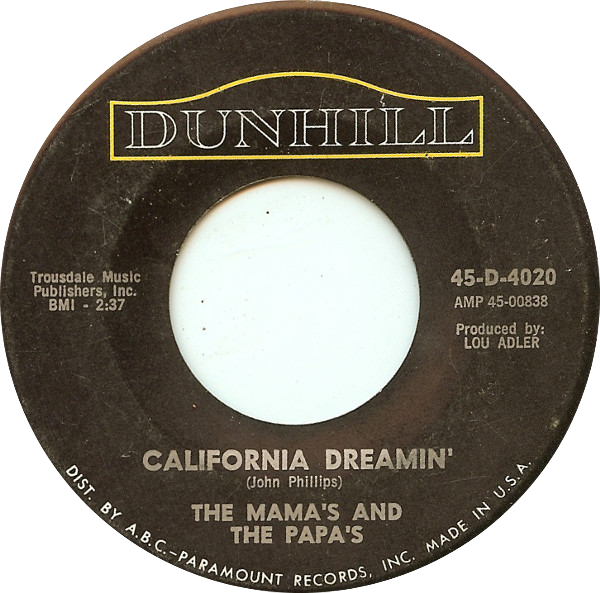 DUNHILL
Trousdale Music
Publishers, Inc.
BMI - 2:37
45-D-4020
AMP 45-00838
Produced by:
LOU ADLER
CALIFORNIA DREAMIN'
(John Phillips)
THE MAMA'S AND
THE PAPA'S
DIST. BY A.B.C.-PARAMOUNT RECORDS, INC. MADE IN U.S.A.